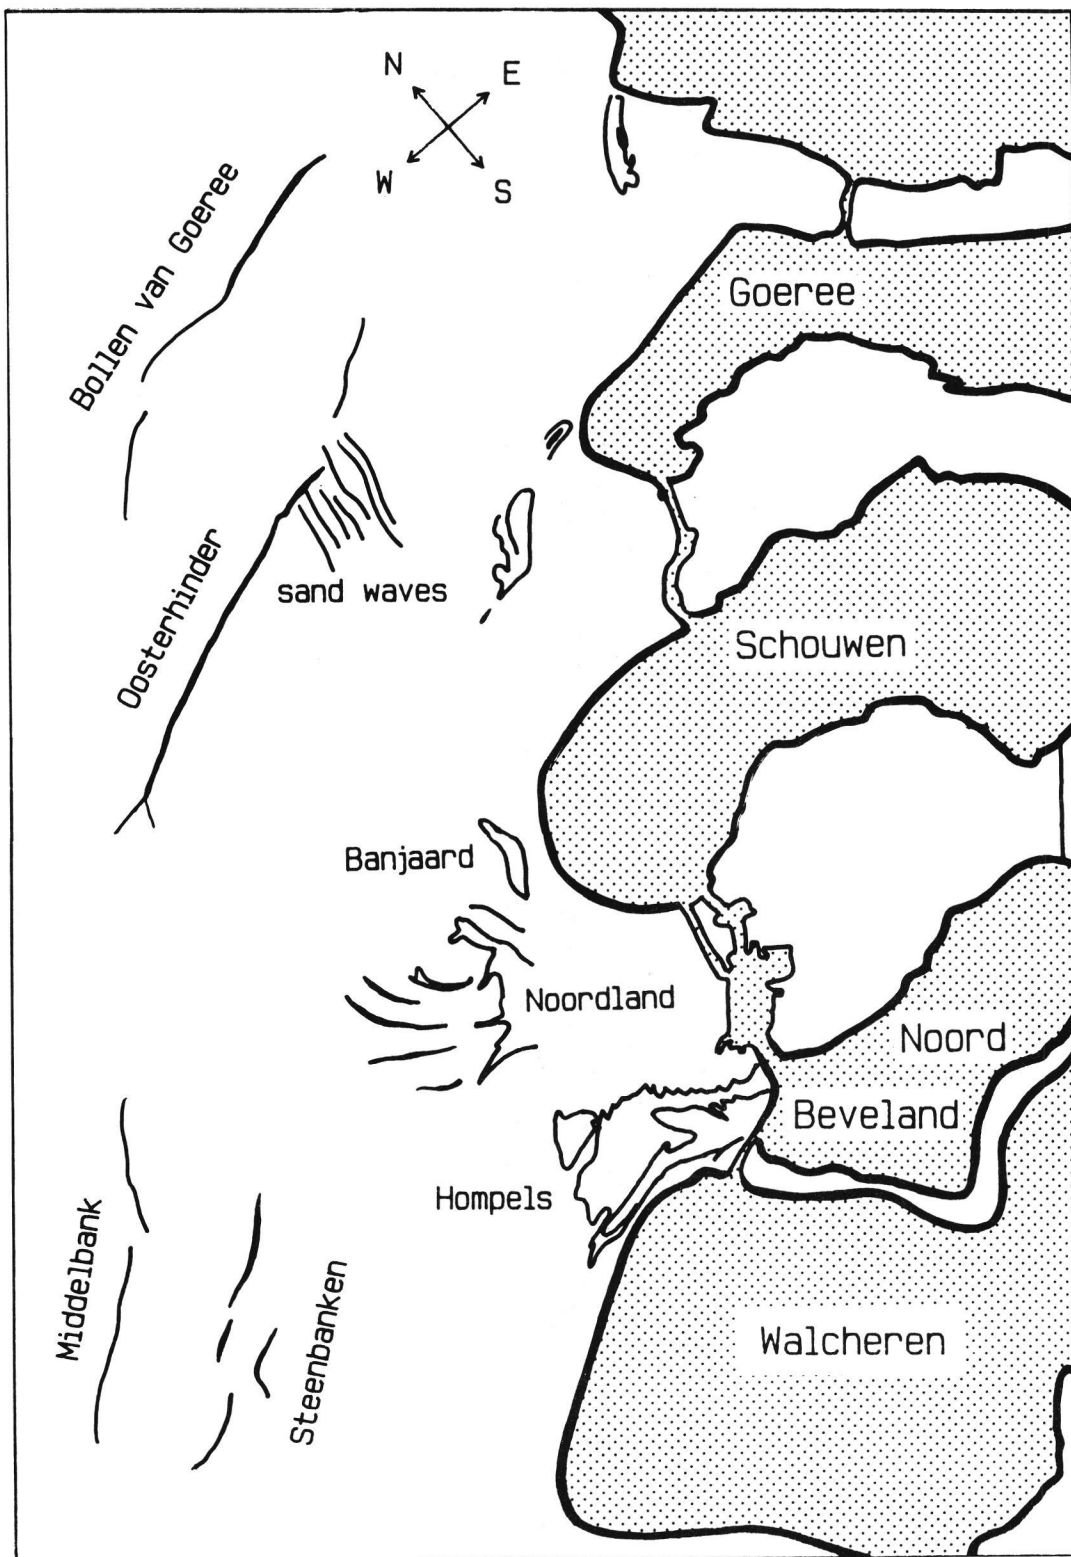 N
E
W
S
Bollen van Goeree
Goeree
Oosterhinder
sand waves
Schouwen
Banjaard
Noordland
Noord
Beveland
Hompels
Middelbank
Steenbanken
Walcheren